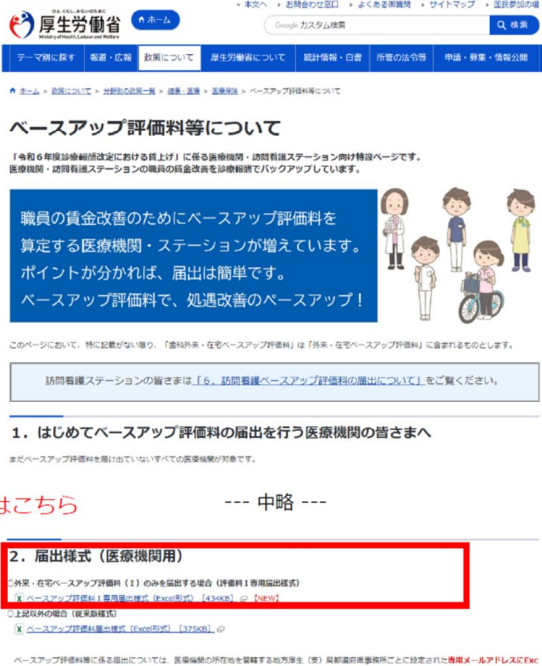 本文へ
お問合わせ窓口
よくある御質問
サイトマップ
国民参加の場
ひと、くらし、みらいのために
厚生労働省
Ministry of Health, Labour and Welfare
ホーム
Google カスタム検索
検索
テーマ別に探す 報道・広報 政策について 厚生労働省について 統計情報・白書 所管の法令等 申請・募集・情報公開
ホーム > 政策について > 分野別の政策一覧 > 健康・医療 > 医療保険 > ベースアップ評価料等について
ベースアップ評価料等について
「令和6年度診療報酬改定における賃上げ」に係る医療機関・訪問看護ステーション向け特設ページです。
医療機関・訪問看護ステーションの職員の賃金改善を診療報酬でバックアップしています。
職員の賃金改善のためにベースアップ評価料を
算定する医療機関・ステーションが増えています。
ポイントが分かれば、届出は簡単です。
ベースアップ評価料で、処遇改善のペースアップ!
このページにおいて、特に記載がない限り、「歯科外来・在宅ベースアップ評価料」は「外来・在宅ベースアップ評価料」に含まれるものとします。
訪問看護ステーションの皆さまは「6.訪問看護ベースアップ評価料の届出について」をご覧ください。
1.はじめてベースアップ評価料の届出を行う医療機関の皆さまへ
まだベースアップ評価料を届け出ていないすべての医療機関が対象です。
はこちら
--- 中略 ---
2.届出様式(医療機関用)
○外来・在宅ベースアップ評価料(Ⅰ)のみを届出する場合(評価料Ⅰ専用届出様式)
ベースアップ評価料Ⅰ専用届出様式(Excel形式)[434KB] 【NEW】
○上記以外の場合(従来版様式)
ベースアップ評価料届出様式(Excel形式)[375KB]
ベースアップ評価料等に係る届出については、医療機関の所在地を管轄する地方厚生(支)局都道府県事務所ごとに設定された専用メールアドレスにExc